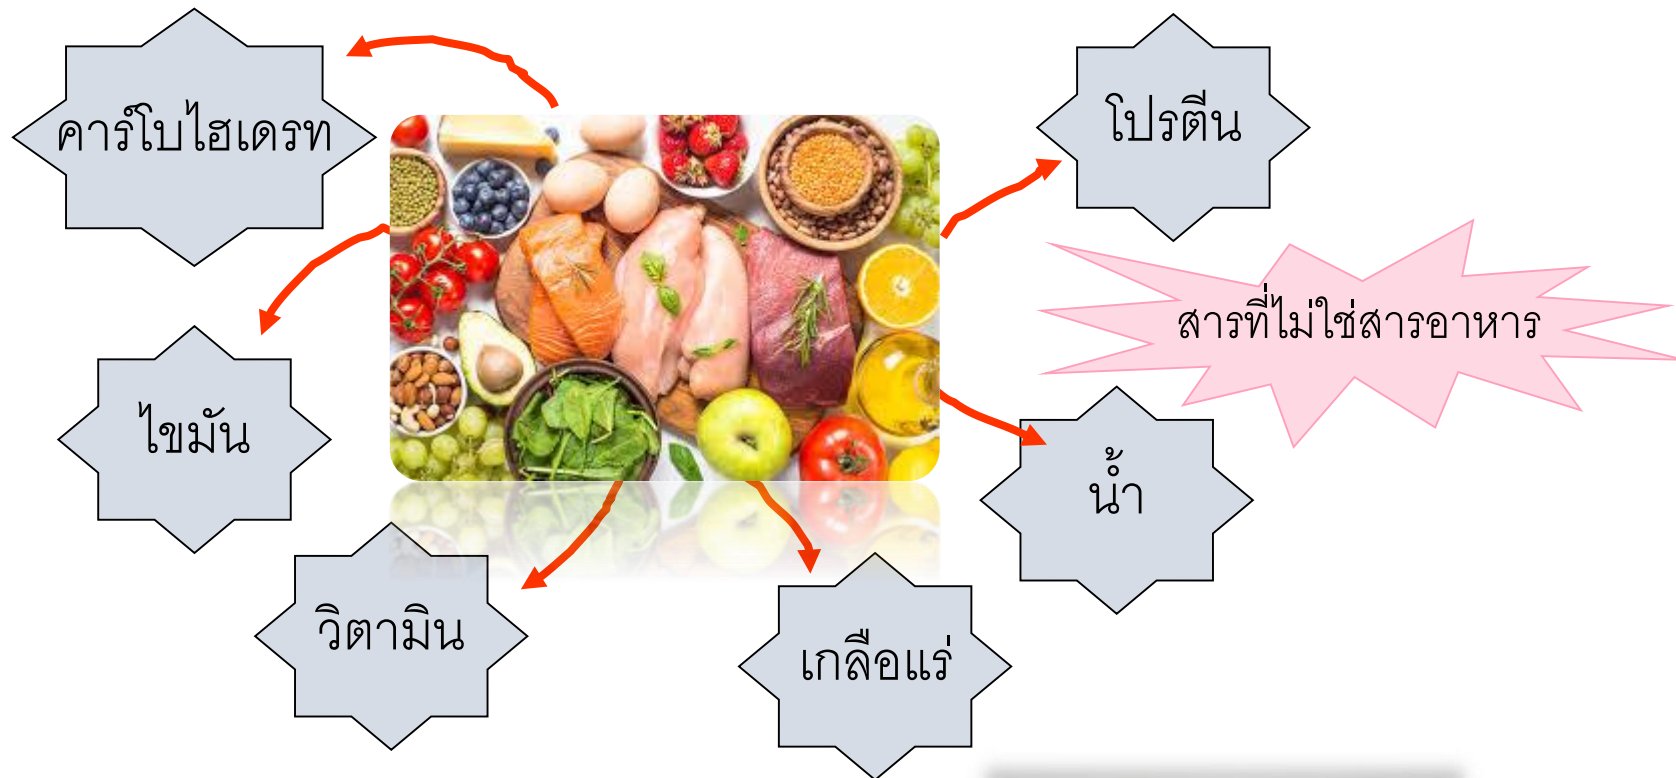 คาร์โบไฮเดรท
โปรตีน
สารที่ไม่ใช่สารอาหาร
ไขมัน
น้ำ
วิตามิน
เกลือแร่